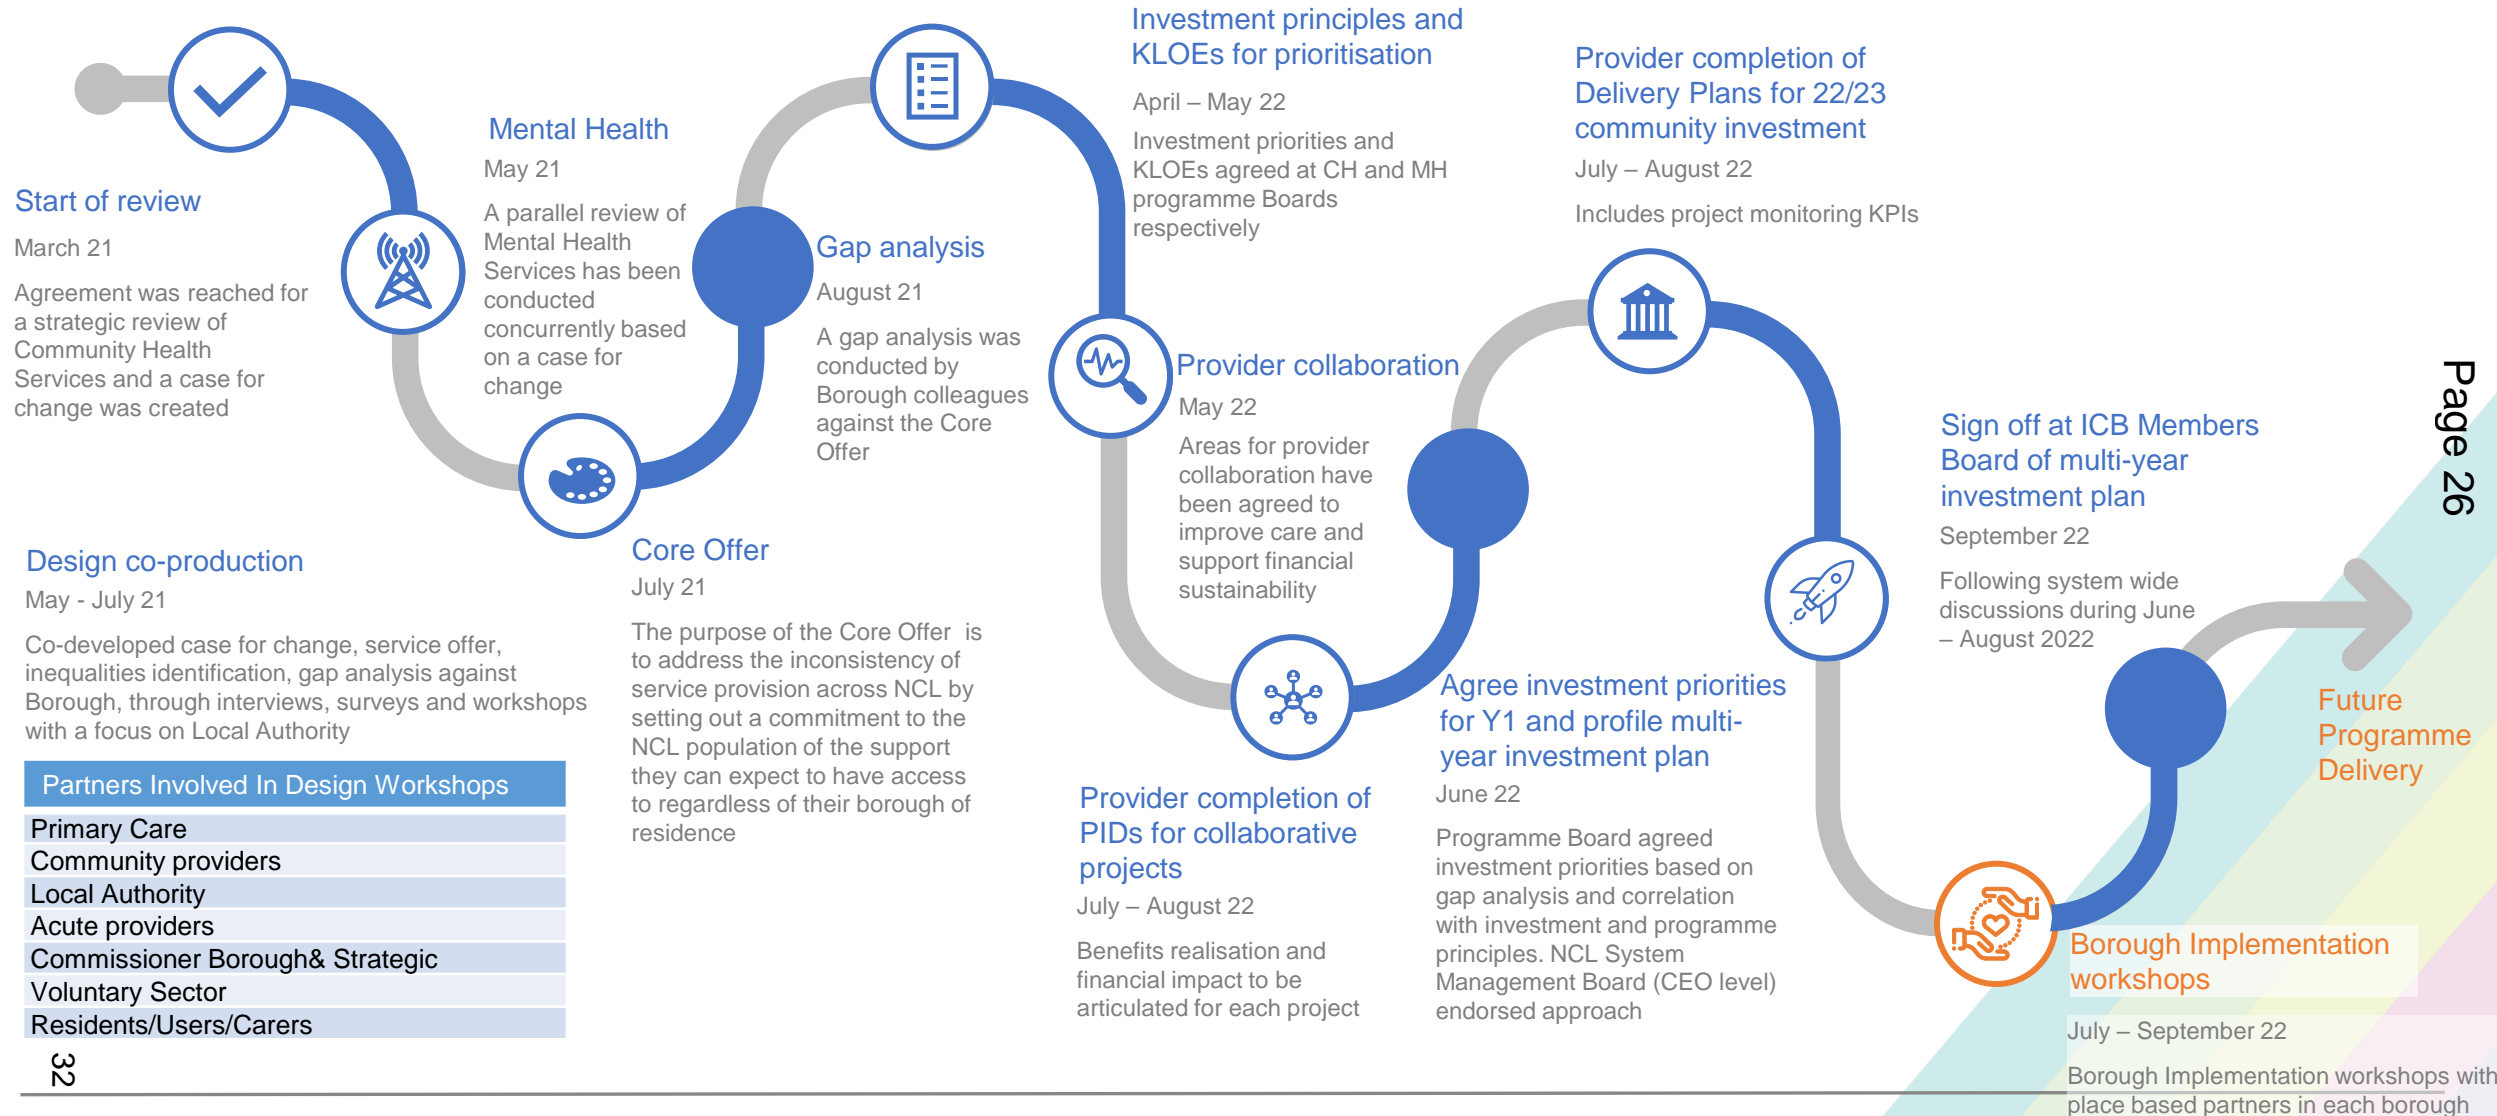 Start of review
March 21
Agreement was reached for
a strategic review of
Community Health
Services and a case for
change was created
Design co-production
May - July 21
Co-developed case for change, service offer,
inequalities identification, gap analysis against
Borough, through interviews, surveys and workshops
with a focus on Local Authority
Partners Involved In Design Workshops
Primary Care
Community providers
Local Authority
Acute providers
Commissioner Borough& Strategic
Voluntary Sector
Residents/Users/Carers
Mental Health
May 21
A parallel review of
Mental Health
Services has been
conducted
concurrently based
on a case for
change
Core Offer
July 21
The purpose of the Core Offer  is
to address the inconsistency of
service provision across NCL by
setting out a commitment to the
NCL population of the support
they can expect to have access
to regardless of their borough of
residence
Gap analysis
August 21
A gap analysis was
conducted by
Borough colleagues
against the Core
Offer
Investment principles and
KLOEs for prioritisation
April – May 22
Investment priorities and
KLOEs agreed at CH and MH
programme Boards
respectively
Provider collaboration
May 22
Areas for provider
collaboration have
been agreed to
improve care and
support financial
sustainability
Provider completion of
PIDs for collaborative
projects
July – August 22
Benefits realisation and
financial impact to be
articulated for each project
Agree investment priorities
for Y1 and profile multi-
year investment plan
June 22
Programme Board agreed
investment priorities based on
gap analysis and correlation
with investment and programme
principles. NCL System
Management Board (CEO level)
endorsed approach
Provider completion of
Delivery Plans for 22/23
community investment
July – August 22
Includes project monitoring KPIs
Sign off at ICB Members
Board of multi-year
investment plan
September 22
Following system wide
discussions during June
– August 2022
Borough Implementation
workshops
July – September 22
Borough Implementation workshops with
place based partners in each borough
Future
Programme
Delivery
Page 26
32